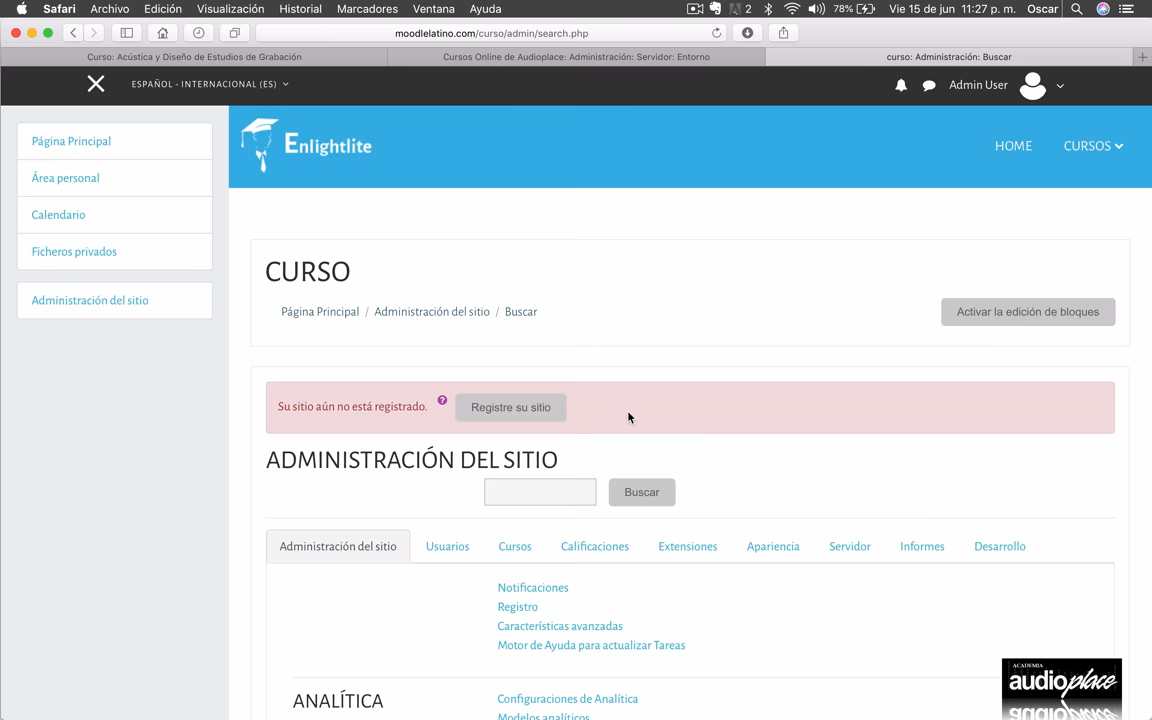 Safari Archivo Edición Visualización Historial Marcadores Ventana Ayuda 2 78% Vie 15 de jun 11:27 p. m. Oscar
moodlelatino.com/curso/admin/search.php
Curso: Acústica y Diseño de Estudios de Grabación
Cursos Online de Audioplace: Administración: Servidor: Entorno
curso: Administración: Buscar
ESPAÑOL - INTERNACIONAL (ES)
Admin User
Página Principal
Área personal
Calendario
Ficheros privados
Administración del sitio
Enlightlite
HOME
CURSOS
CURSO
Página Principal / Administración del sitio / Buscar
Activar la edición de bloques
Su sitio aún no está registrado. ?
Registre su sitio
ADMINISTRACIÓN DEL SITIO
Buscar
Administración del sitio Usuarios Cursos Calificaciones Extensiones Apariencia Servidor Informes Desarrollo
Notificaciones
Registro
Características avanzadas
Motor de Ayuda para actualizar Tareas
ANALÍTICA
Configuraciones de Analítica
Modelos analíticos
ACADEMIA
audioplace